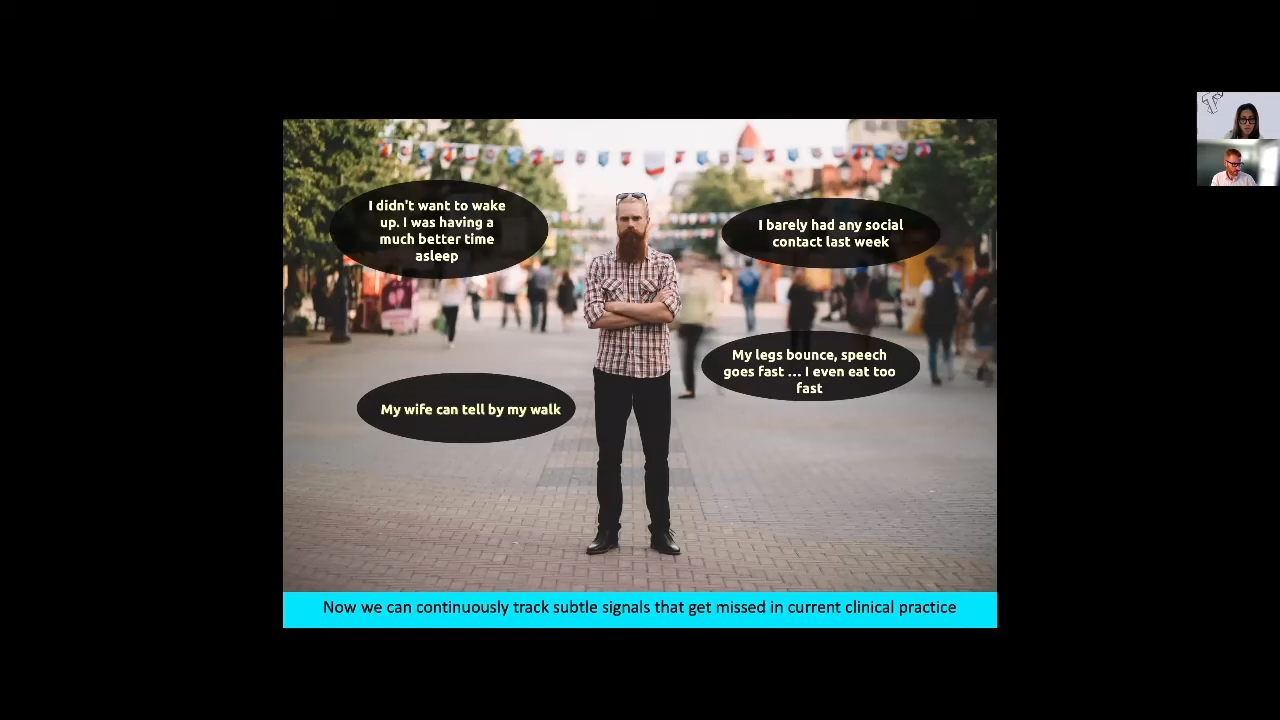 I didn't want to wake
up. I was having a
much better time
asleep
I barely had any social
contact last week
My legs bounce, speech
goes fast ... I even eat too
fast
My wife can tell by my walk
Now we can continuously track subtle signals that get missed in current clinical practice